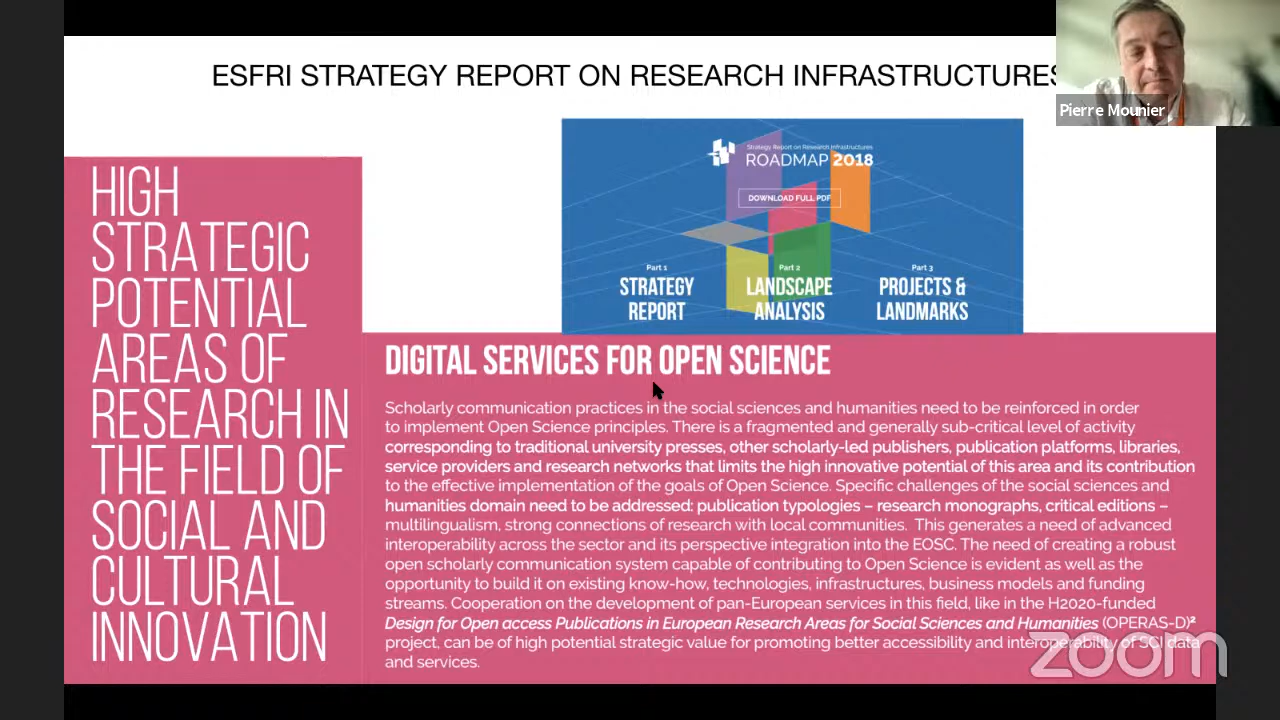 ESFRI STRATEGY REPORT ON RESEARCH INFRASTRUCTURES
Pierre Mounier
HIGH
STRATEGIC
POTENTIAL
AREAS OF
RESEARCH IN
THE FIELD OF
SOCIAL AND
CULTURAL
INNOVATION
Strategy Report on Research Infrastructures
ROADMAP 2018
DOWNLOAD FULL PDF
Part 1
STRATEGY
REPORT
Part 2
LANDSCAPE
ANALYSIS
Part 3
PROJECTS &
LANDMARKS
DIGITAL SERVICES FOR OPEN SCIENCE
Scholarly communication practices in the social sciences and humanities need to be reinforced in order
to implement Open Science principles. There is a fragmented and generally sub-critical level of activity
corresponding to traditional university presses, other scholarly-led publishers, publication platforms, libraries,
service providers and research networks that limits the high innovative potential of this area and its contribution
to the effective implementation of the goals of Open Science. Specific challenges of the social sciences and
humanities domain need to be addressed: publication typologies – research monographs, critical editions –
multilingualism, strong connections of research with local communities. This generates a need of advanced
interoperability across the sector and its perspective integration into the EOSC. The need of creating a robust
open scholarly communication system capable of contributing to Open Science is evident as well as the
opportunity to build it on existing know-how, technologies, infrastructures, business models and funding
streams. Cooperation on the development of pan-European services in this field, like in the H2020-funded
Design for Open access Publications in European Research Areas for Social Sciences and Humanities (OPERAS-D)²
project, can be of high potential strategic value for promoting better accessibility and interoperability of SCI data
and services.
zoom